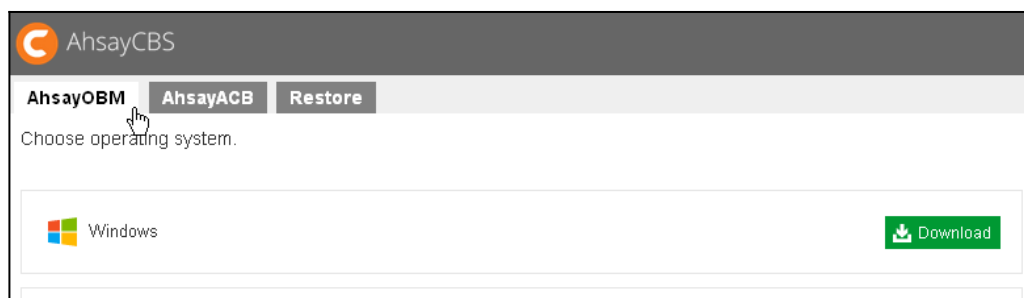 AhsayCBS
AhsayOBM AhsayACB Restore
Choose operating system.
Windows Download